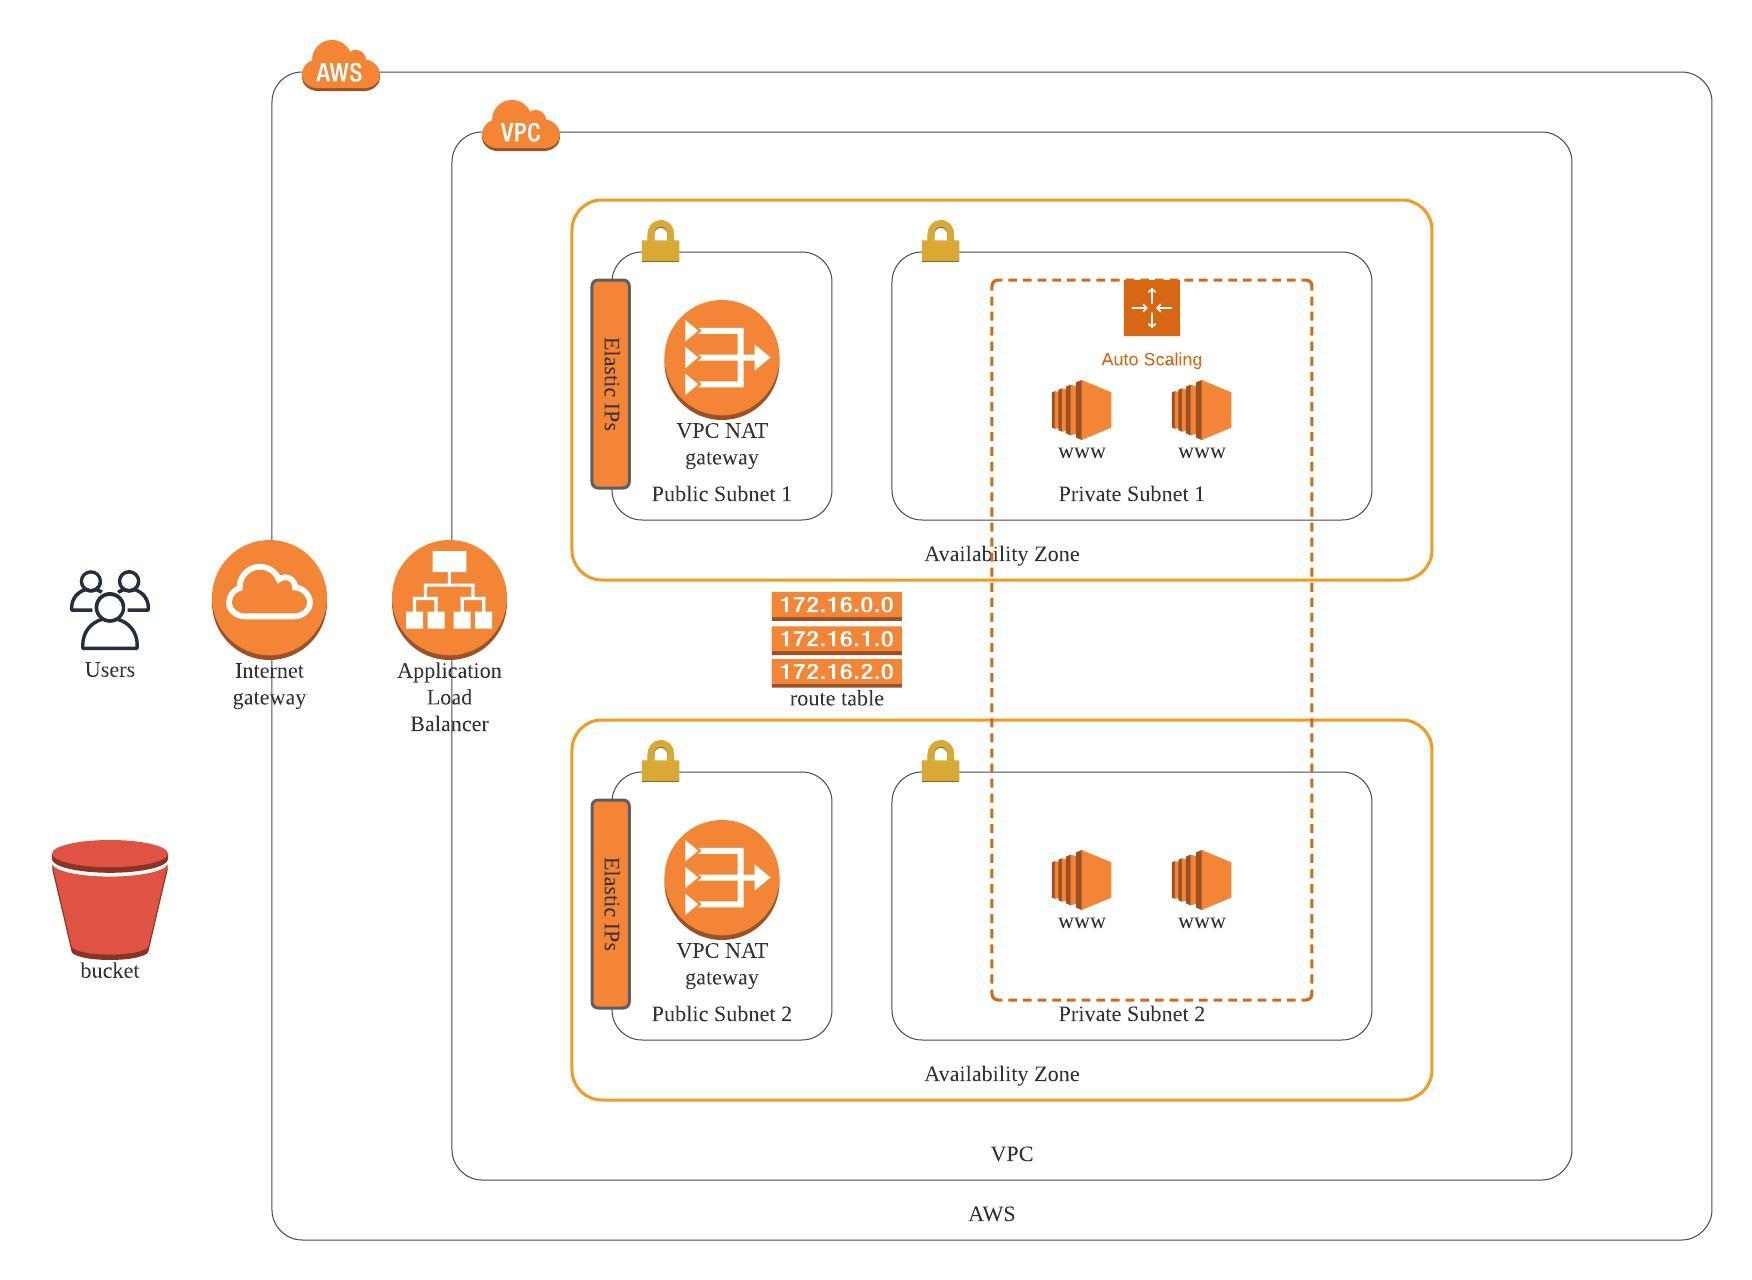 AWS
VPC
Elastic IPs
VPC NAT
gateway
Public Subnet 1
Auto Scaling
www
www
Private Subnet 1
Availability Zone
Users
Internet
gateway
Application
Load
Balancer
172.16.0.0
172.16.1.0
172.16.2.0
route table
Elastic IPs
VPC NAT
gateway
Public Subnet 2
www
www
Private Subnet 2
Availability Zone
bucket
VPC
AWS